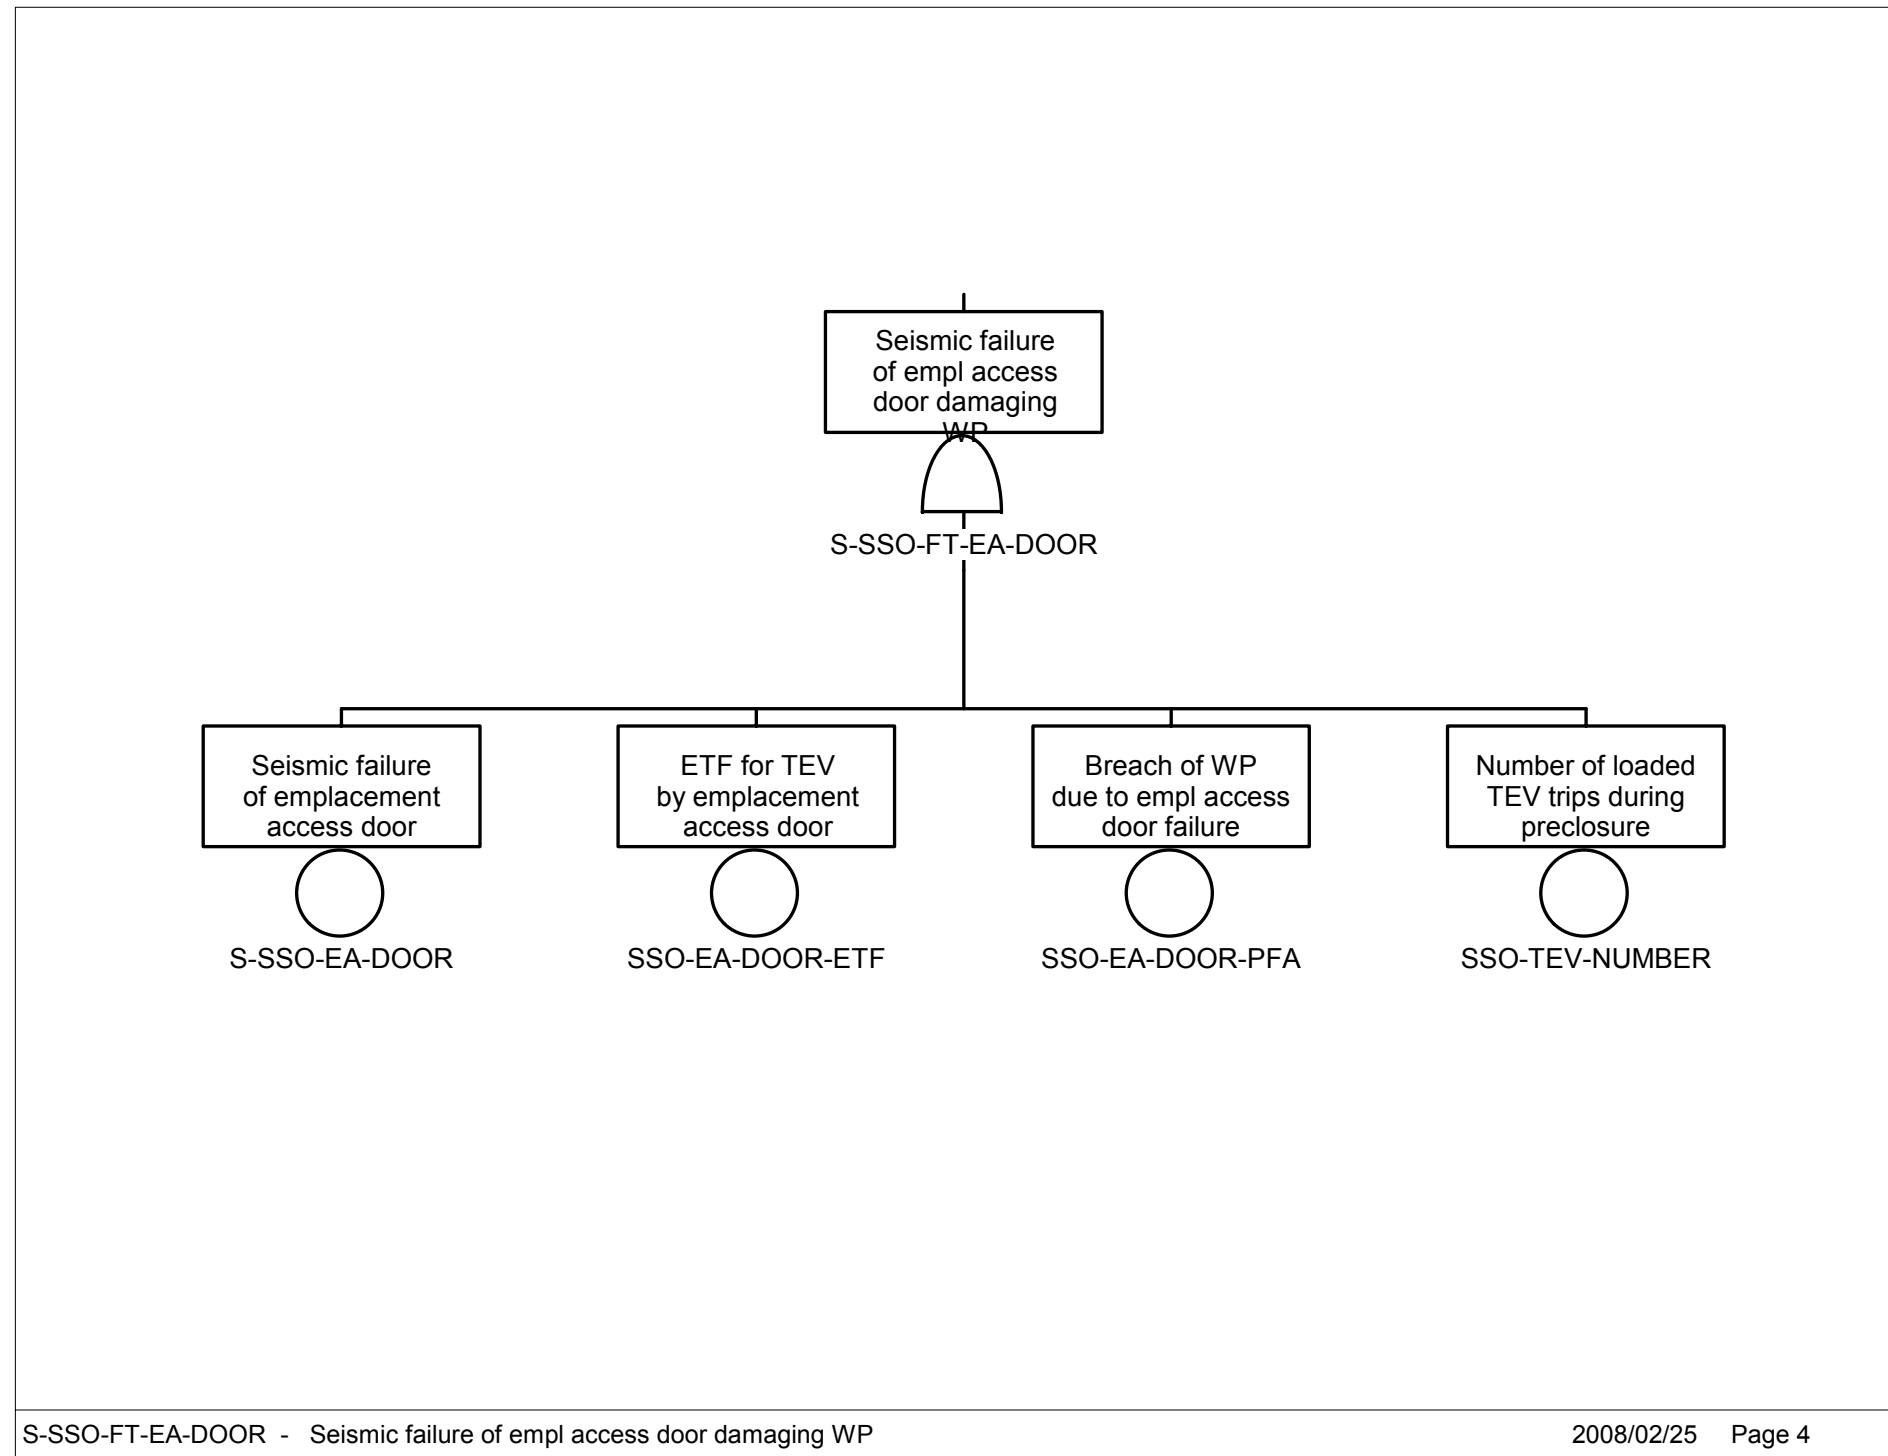 Seismic failure
of empl access
door damaging
WP
S-SSO-FT-EA-DOOR
Seismic failure
of emplacement
access door
S-SSO-EA-DOOR
ETF for TEV
by emplacement
access door
SSO-EA-DOOR-ETF
Breach of WP
due to empl access
door failure
SSO-EA-DOOR-PFA
Number of loaded
TEV trips during
preclosure
SSO-TEV-NUMBER
S-SSO-FT-EA-DOOR - Seismic failure of empl access door damaging WP 2008/02/25 Page 4